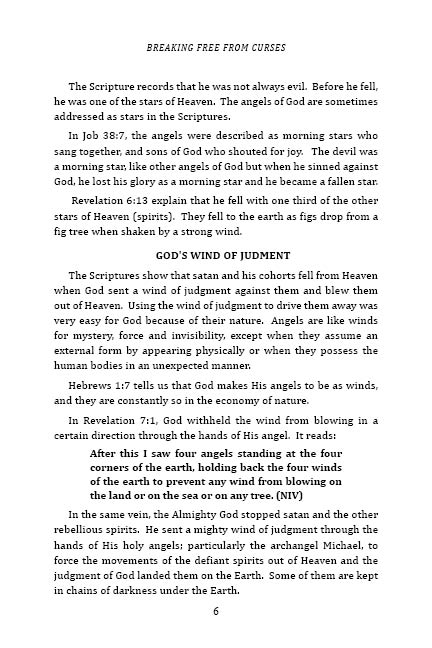 BREAKING FREE FROM CURSES
The Scripture records that he was not always evil. Before he fell,
he was one of the stars of Heaven. The angels of God are sometimes
addressed as stars in the Scriptures.
In Job 38:7, the angels were described as morning stars who
sang together, and sons of God who shouted for joy. The devil was
a morning star, like other angels of God but when he sinned against
God, he lost his glory as a morning star and he became a fallen star.
Revelation 6:13 explain that he fell with one third of the other
stars of Heaven (spirits). They fell to the earth as figs drop from a
fig tree when shaken by a strong wind.
GOD'S WIND OF JUDGMENT
The Scriptures show that satan and his cohorts fell from Heaven
when God sent a wind of judgment against them and blew them
out of Heaven. Using the wind of judgment to drive them away was
very easy for God because of their nature. Angels are like winds
for mystery, force and invisibility, except when they assume an
external form by appearing physically or when they possess the
human bodies in an unexpected manner.
Hebrews 1:7 tells us that God makes His angels to be as winds,
and they are constantly so in the economy of nature.
In Revelation 7:1, God withheld the wind from blowing in a
certain direction through the hands of His angel. It reads:
After this I saw four angels standing at the four
corners of the earth, holding back the four winds
of the earth to prevent any wind from blowing on
the land or on the sea or on any tree. (NIV)
In the same vein, the Almighty God stopped satan and the other
rebellious spirits. He sent a mighty wind of judgment through the
hands of His holy angels; particularly the archangel Michael, to
force the movements of the defiant spirits out of Heaven and the
judgment of God landed them on the Earth. Some of them are kept
in chains of darkness under the Earth.
6